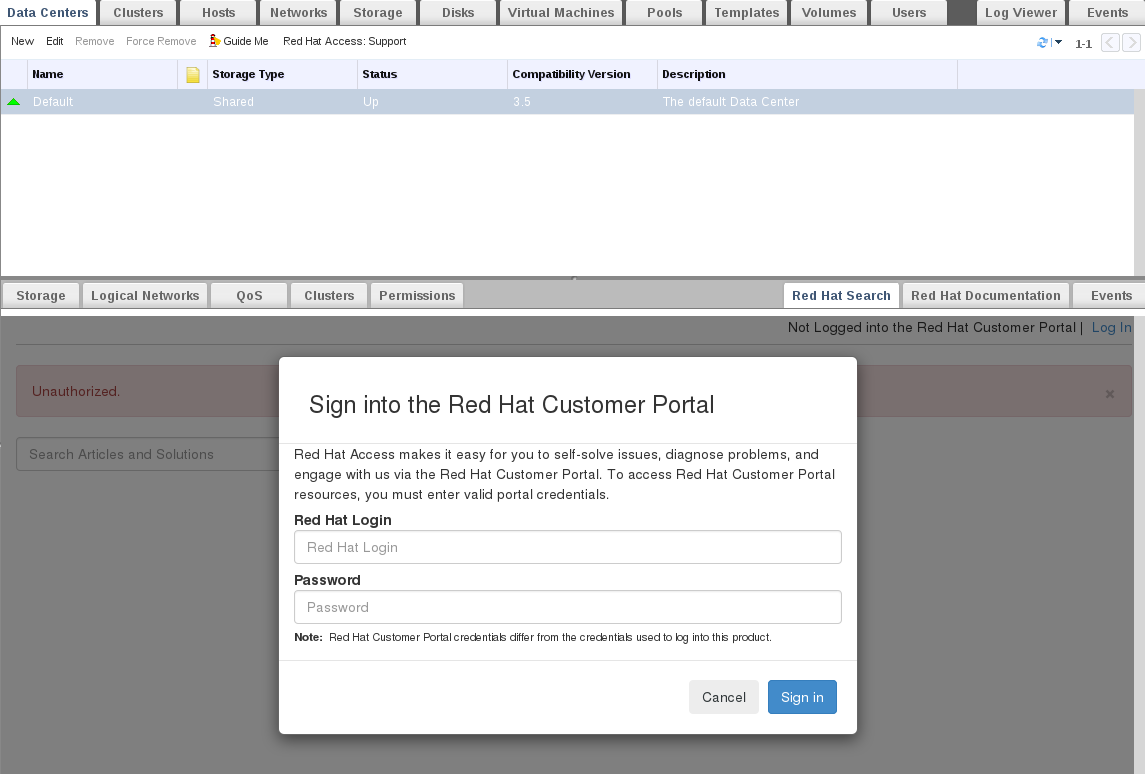 Data Centers Clusters Hosts Networks Storage Disks Virtual Machines Pools Templates Volumes Users Log Viewer Events
New Edit Remove Force Remove Guide Me Red Hat Access: Support 1-1
Name Storage Type Status Compatibility Version Description
Default Shared Up 3.5 The default Data Center
Storage Logical Networks QoS Clusters Permissions Red Hat Search Red Hat Documentation Events
Not Logged into the Red Hat Customer Portal | Log In
Unauthorized. ×
Search Articles and Solutions
Sign into the Red Hat Customer Portal
Red Hat Access makes it easy for you to self-solve issues, diagnose problems, and
engage with us via the Red Hat Customer Portal. To access Red Hat Customer Portal
resources, you must enter valid portal credentials.
Red Hat Login
Red Hat Login
Password
Password
Note: Red Hat Customer Portal credentials differ from the credentials used to log into this product.
Cancel Sign in